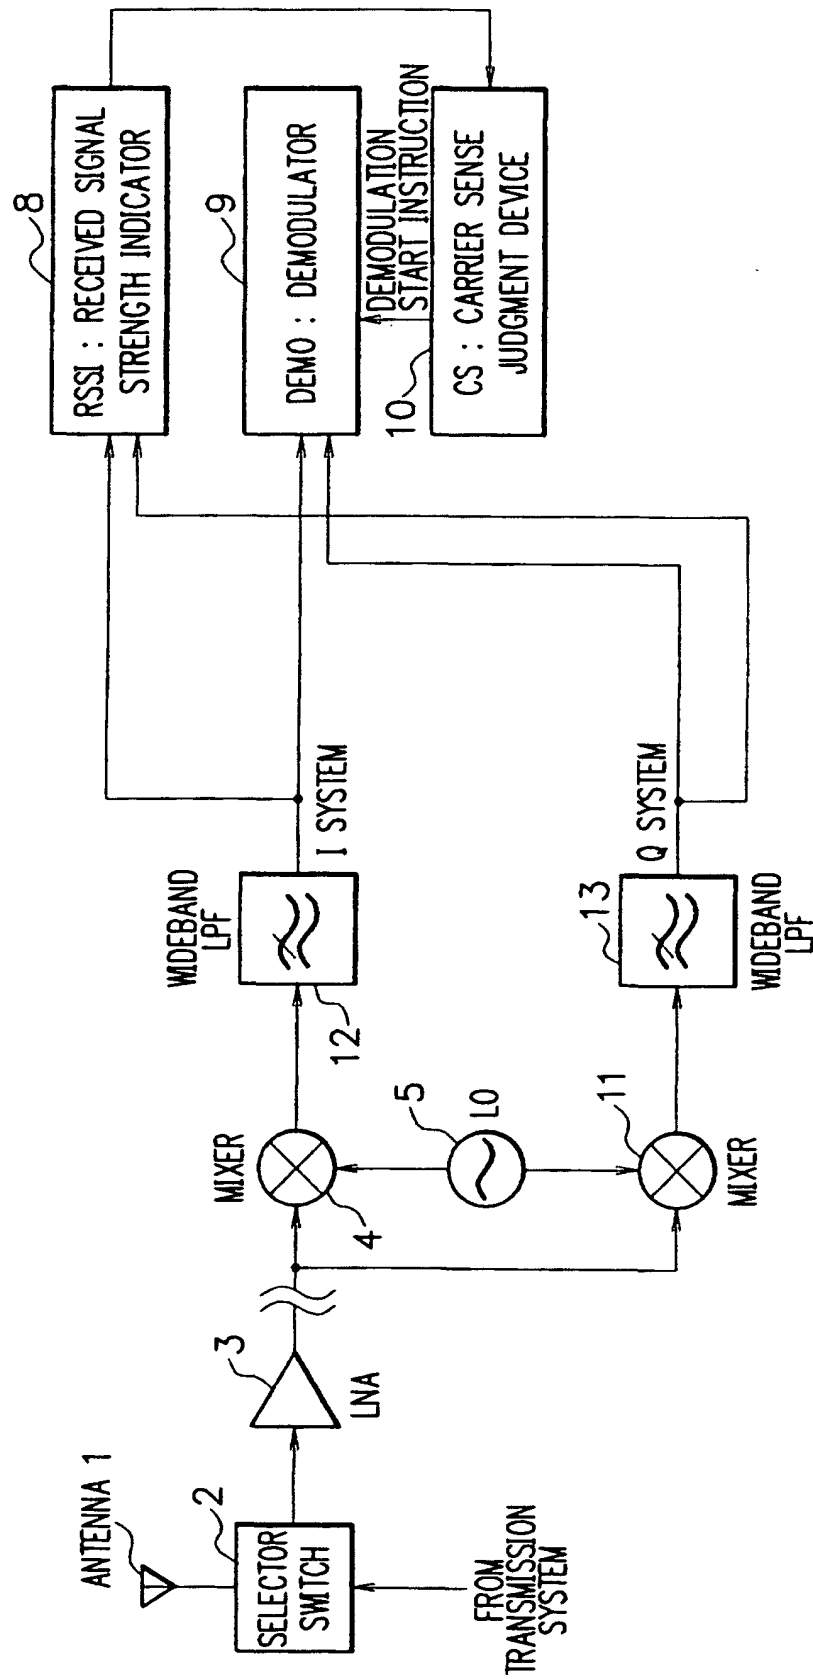 ANTENNA 1
2
SELECTOR
SWITCH
FROM
TRANSMISSION
SYSTEM
3
LNA
MIXER
4
5
LO
11
MIXER
WIDEBAND
LPF
12
I SYSTEM
13
WIDEBAND
LPF
Q SYSTEM
8
RSSI : RECEIVED SIGNAL
STRENGTH INDICATOR
9
DEMO : DEMODULATOR
DEMODULATION
START INSTRUCTION
10
CS : CARRIER SENSE
JUDGMENT DEVICE